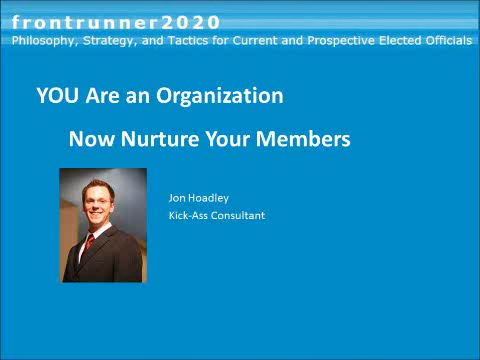 frontrunner2020
Philosophy, Strategy, and Tactics for Current and Prospective Elected Officials
YOU Are an Organization
Now Nurture Your Members
Jon Hoadley
Kick-Ass Consultant